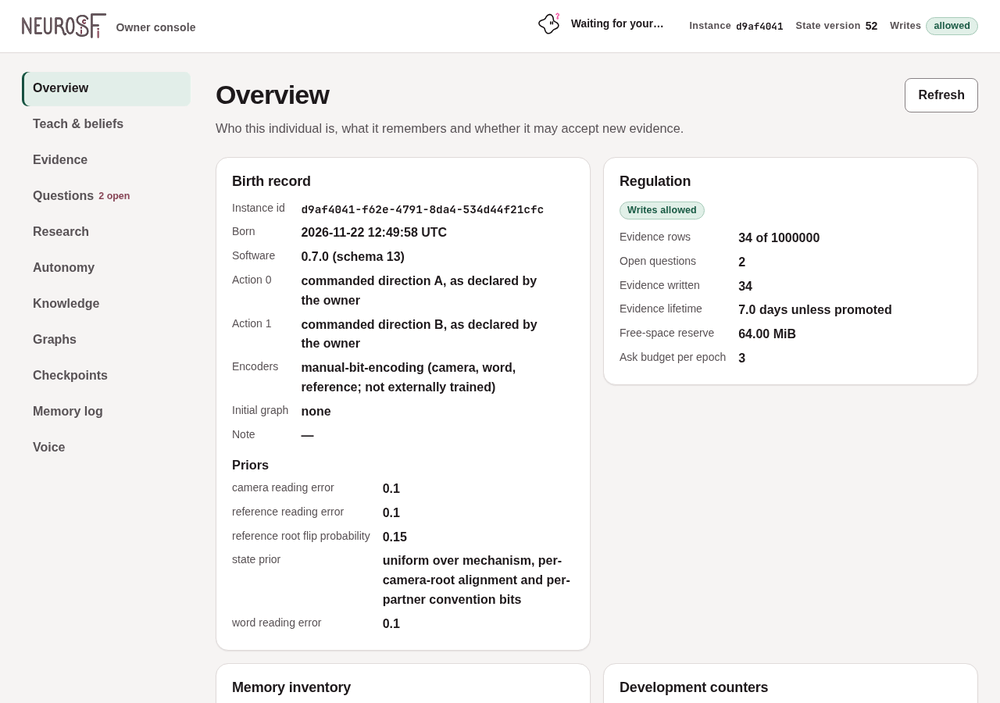 NEUROSFi Owner console
Waiting for your…
Instance d9af4041 State version 52 Writes allowed
Overview
Teach & beliefs
Evidence
Questions 2 open
Research
Autonomy
Knowledge
Graphs
Checkpoints
Memory log
Voice
Overview
Refresh
Who this individual is, what it remembers and whether it may accept new evidence.
Birth record
Instance id d9af4041-f62e-4791-8da4-534d44f21cfc
Born 2026-11-22 12:49:58 UTC
Software 0.7.0 (schema 13)
Action 0 commanded direction A, as declared by
the owner
Action 1 commanded direction B, as declared by
the owner
Encoders manual-bit-encoding (camera, word,
reference; not externally trained)
Initial graph none
Note —
Priors
camera reading error 0.1
reference reading error 0.1
reference root flip probability 0.15
state prior uniform over mechanism, per-
camera-root alignment and per-
partner convention bits
word reading error 0.1
Regulation
Writes allowed
Evidence rows 34 of 1000000
Open questions 2
Evidence written 34
Evidence lifetime 7.0 days unless promoted
Free-space reserve 64.00 MiB
Ask budget per epoch 3
Memory inventory
Development counters